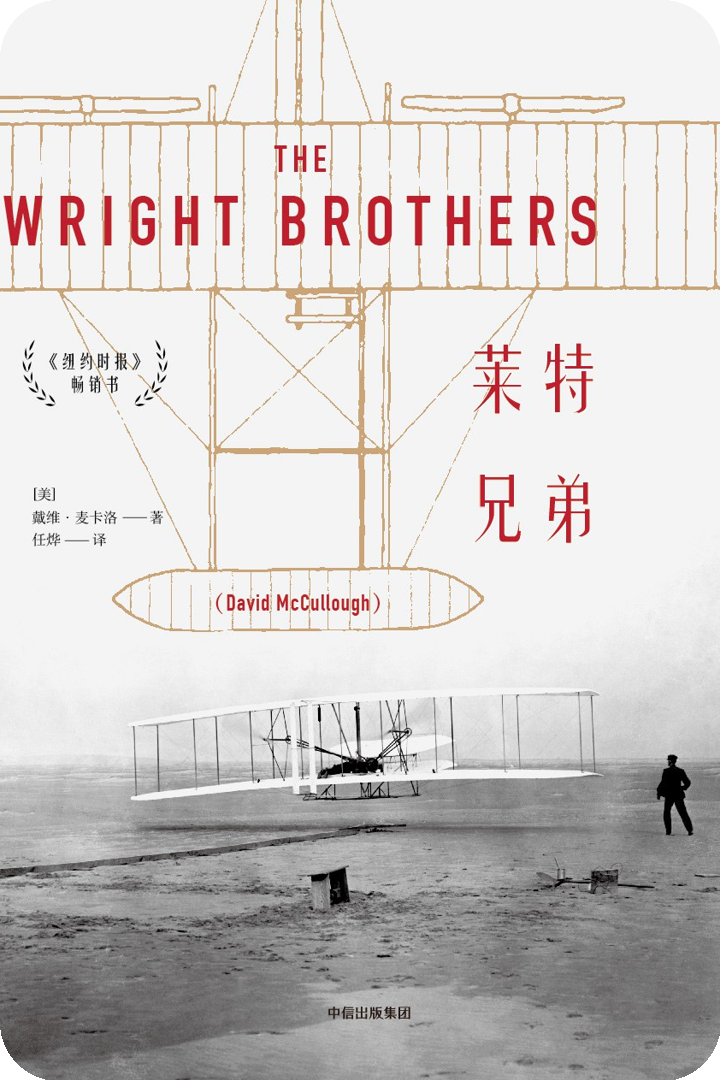 THE
WRIGHT BROTHERS
《纽约时报》
畅销书
莱特
兄弟
[美]
戴维·麦卡洛 —— 著
任烨 —— 译
(David McCullough)
中信出版集团